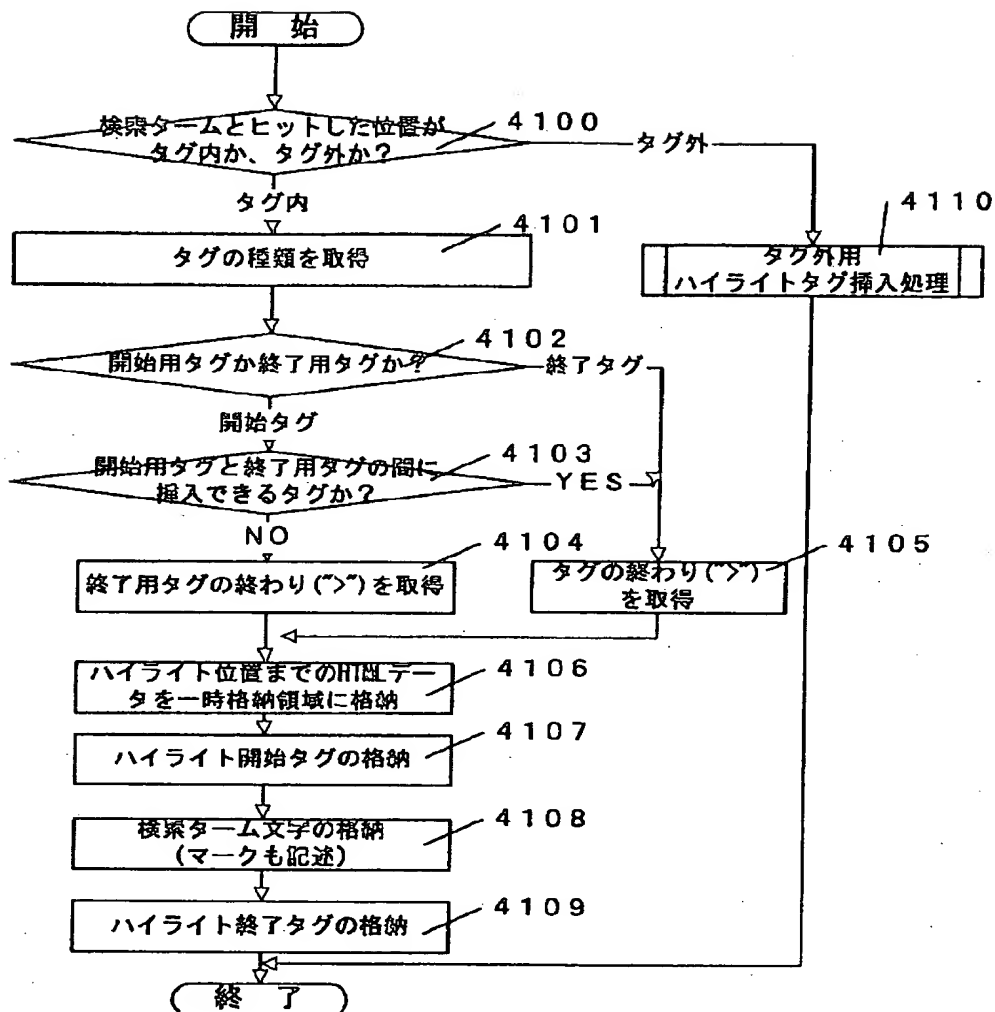 開 始
検索タームとヒットした位置が
タグ内か、タグ外か？
4100
タグ外
タグ内
4110
4101
タグの種類を取得
タグ外用
ハイライトタグ挿入処理
4102
開始用タグか終了用タグか？
終了タグ
開始タグ
4103
開始用タグと終了用タグの間に
挿入できるタグか？
YES
NO
4104
4105
終了用タグの終わり（">"）を取得
タグの終わり（">"）
を取得
4106
ハイライト位置までのHTMLデー
タを一時格納領域に格納
4107
ハイライト開始タグの格納
4108
検索ターム文字の格納
（マークも記述）
4109
ハイライト終了タグの格納
終 了